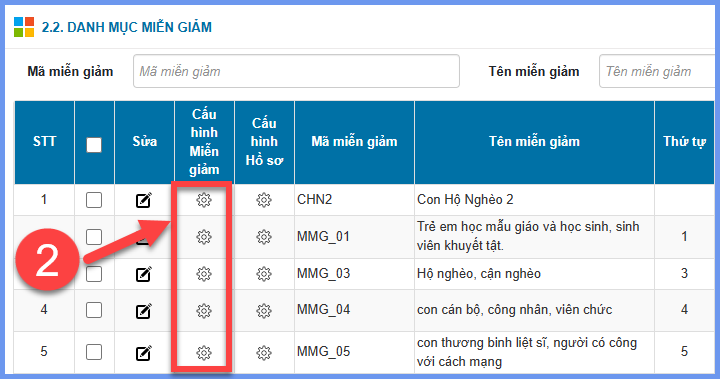 2.2. DANH MỤC MIỄN GIẢM
Mã miễn giảm Mã miễn giảm Tên miễn giảm Tên miễn giảm
STT Sửa Cấu hình Miễn giảm Cấu hình Hồ sơ Mã miễn giảm Tên miễn giảm Thứ tự
1 CHN2 Con Hộ Nghèo 2
MMG_01 Trẻ em học mẫu giáo và học sinh, sinh
viên khuyết tật. 1
2
MMG_03 Hộ nghèo, cận nghèo 3
4 MMG_04 con cán bộ, công nhân, viên chức 4
5 MMG_05 con thương binh liệt sĩ, người có công
với cách mạng 5